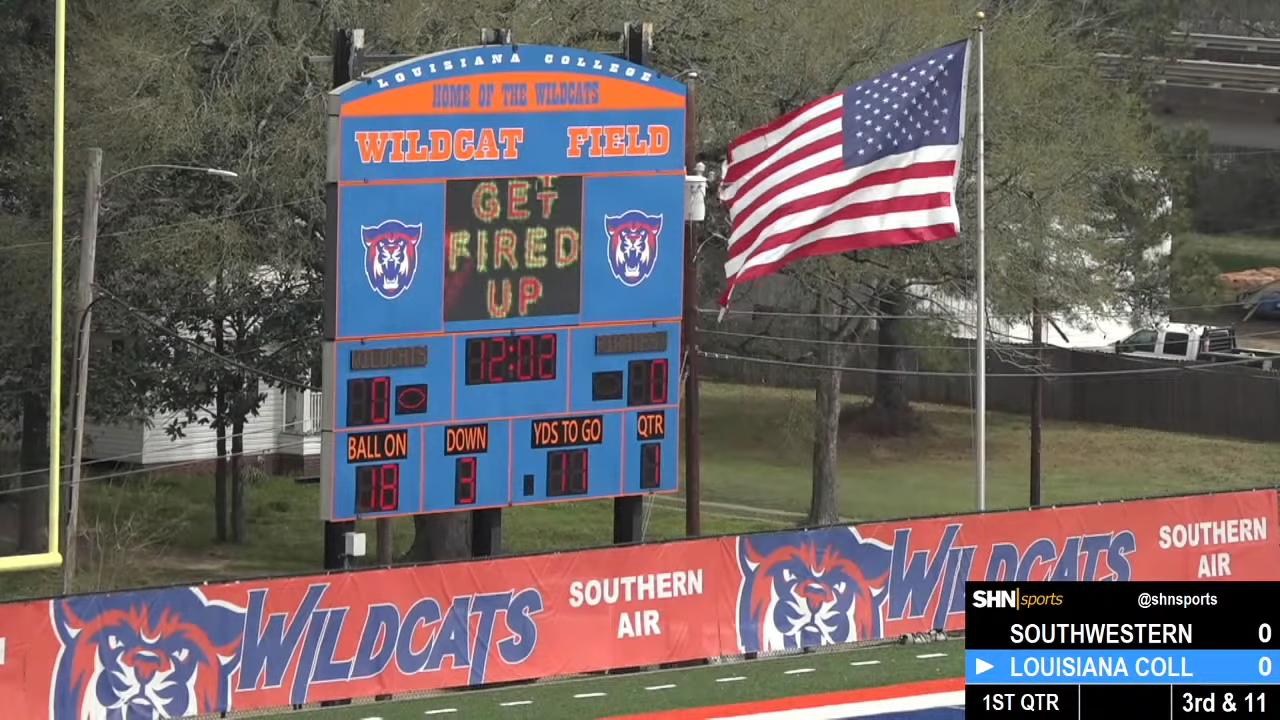 LOUISIANA COLLEGE
HOME OF THE WILDCATS
WILDCAT FIELD
GET
FIRED
UP
WILDCATS
12:02
0
0
BALL ON
DOWN
YDS TO GO
QTR
18
3
11
1
WILDCATS
SOUTHERN
AIR
WILDCATS
SOUTHERN
AIR
SHN sports @shnsports
SOUTHWESTERN 0
LOUISIANA COLL 0
1ST QTR 3rd & 11